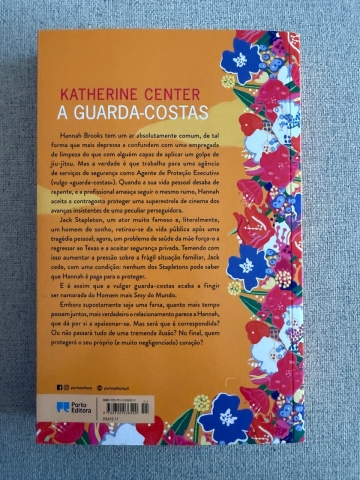 KATHERINE CENTER
A GUARDA-COSTAS
Hannah Brooks tem um ar absolutamente comum, de tal
forma que mais depressa a confundem com uma empregada
de limpeza do que com alguém capaz de aplicar um golpe de
jiu-jitsu. Mas a verdade é que trabalha para uma agência
de serviços de segurança como Agente de Proteção Executiva
(vulgo «guarda-costas»). Quando a sua vida pessoal desaba de
repente, e a profissional ameaça seguir o mesmo rumo, Hannah
aceita a contragosto proteger uma superestrela de cinema dos
avanços insistentes de uma peculiar perseguidora.
Jack Stapleton, um ator muito famoso e, literalmente,
um homem de sonho, retirou-se da vida pública após uma
tragédia pessoal; agora, um problema de saúde da mãe força-o a
regressar ao Texas e a aceitar segurança privada. Temendo com
isso aumentar a pressão sobre a frágil situação familiar, Jack
cede, com uma condição: nenhum dos Stapletons pode saber
que Hannah é paga para o proteger.
E é assim que a vulgar guarda-costas acaba a fingir
ser namorada do Homem mais Sexy do Mundo.
Embora supostamente seja uma farsa, quanto mais tempo
passam juntos, mais verdadeiro o relacionamento parece a Hannah,
que dá por si a apaixonar-se. Mas será que é correspondida?
Ou não passará tudo de uma tremenda ilusão? No final, quem
protegerá o seu próprio (e muito negligenciado) coração?
Porto
Editora